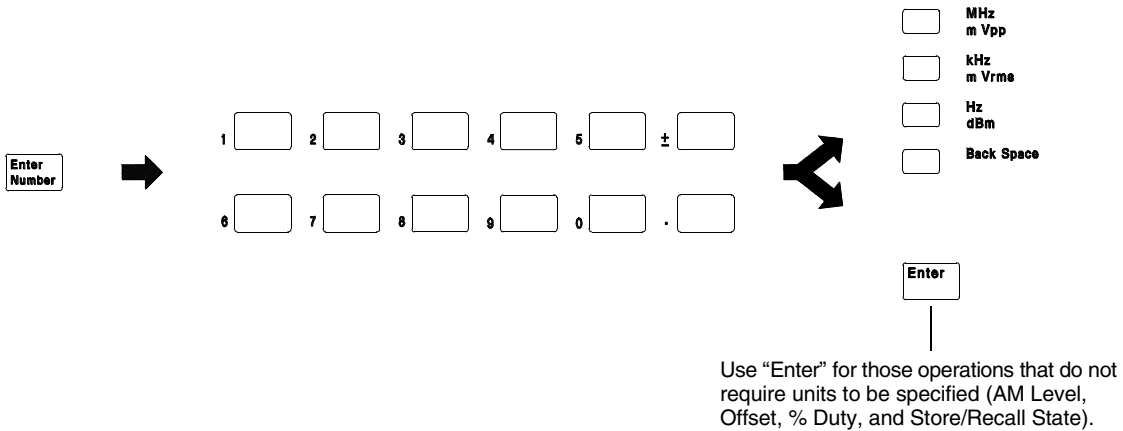 MHz
m Vpp
kHz
m Vrms
Hz
dBm
Back Space
Enter
Number
1 2 3 4 5 ±
6 7 8 9 0 .
Enter
Use “Enter” for those operations that do not
require units to be specified (AM Level,
Offset, % Duty, and Store/Recall State).